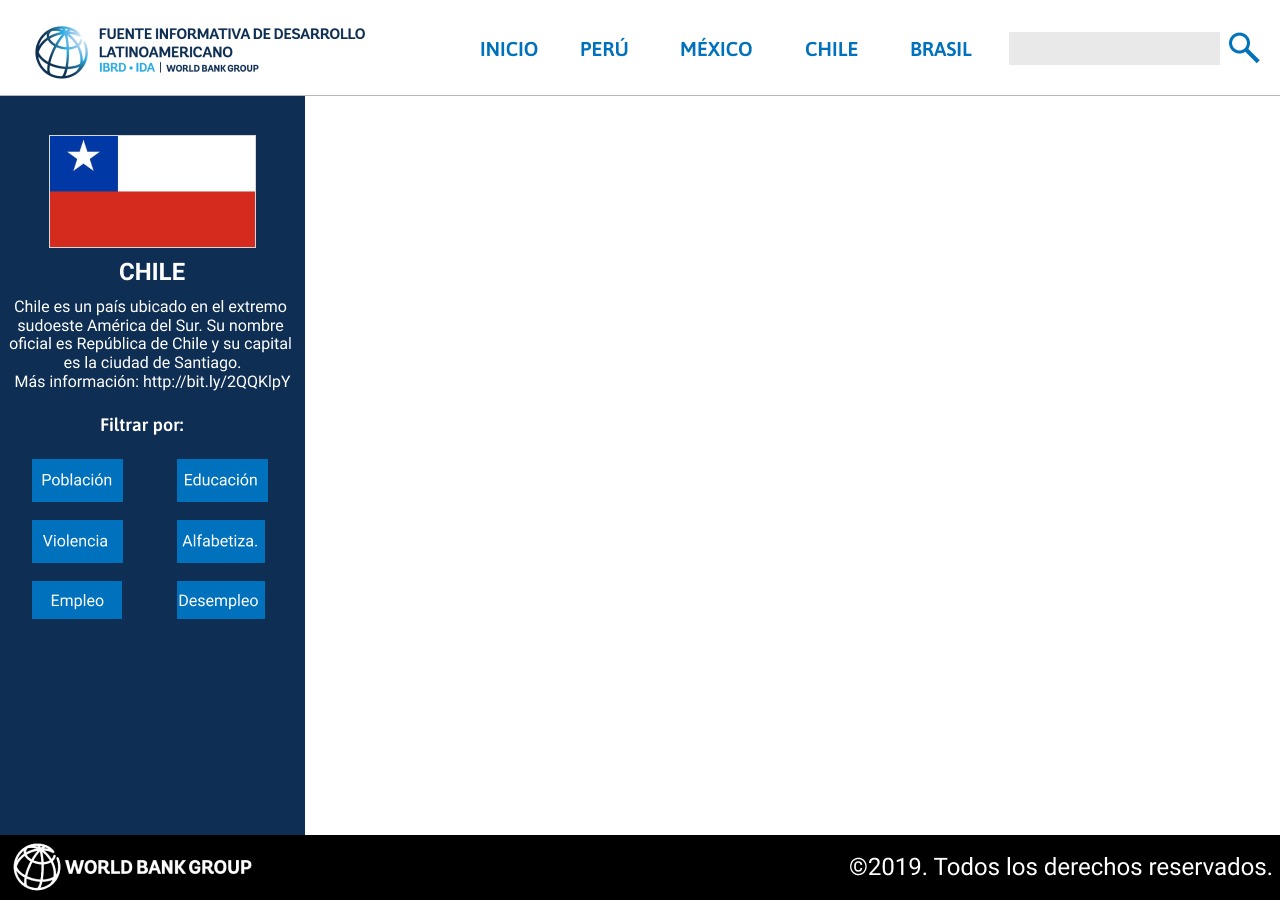 FUENTE INFORMATIVA DE DESARROLLO
LATINOAMERICANO
IBRD • IDA | WORLD BANK GROUP
INICIO PERÚ MÉXICO CHILE BRASIL
CHILE
Chile es un país ubicado en el extremo
sudoeste América del Sur. Su nombre
oficial es República de Chile y su capital
es la ciudad de Santiago.
Más información: http://bit.ly/2QQKlpY
Filtrar por:
Población Educación
Violencia Alfabetiza.
Empleo Desempleo
WORLD BANK GROUP ©2019. Todos los derechos reservados.